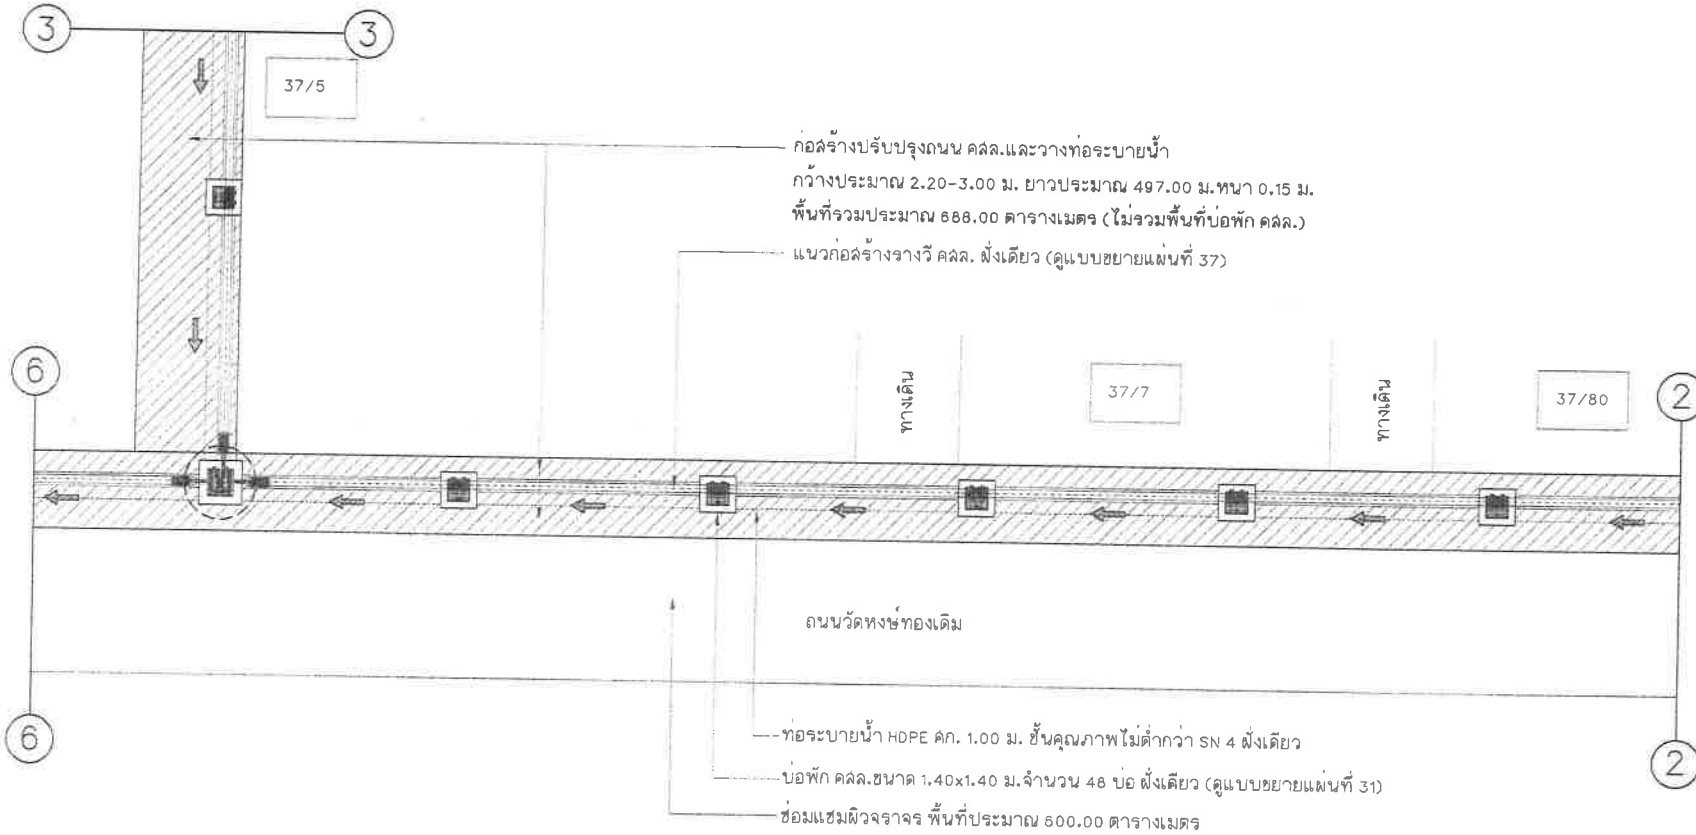 3
3
37/5
ก่อสร้างปรับปรุงถนน คสล.และวางท่อระบายน้ำ
กว้างประมาณ 2.20-3.00 ม. ยาวประมาณ 497.00 ม.หนา 0.15 ม.
พื้นที่รวมประมาณ 688.00 ตารางเมตร (ไม่รวมพื้นที่บ่อพัก คสล.)
แนวก่อสร้างรางวี คสล. ฝั่งเดียว (ดูแบบขยายแผ่นที่ 37)
6
ทางเดิน
37/7
ทางเดิน
37/80
2
ถนนวัดหงษ์ทองเดิม
6
ท่อระบายน้ำ HDPE ศก. 1.00 ม. ชั้นคุณภาพไม่ต่ำกว่า SN 4 ฝั่งเดียว
บ่อพัก คสล.ขนาด 1.40x1.40 ม.จำนวน 48 บ่อ ฝั่งเดียว (ดูแบบขยายแผ่นที่ 31)
2
ซ่อมแซมผิวจราจร พื้นที่ประมาณ 600.00 ตารางเมตร